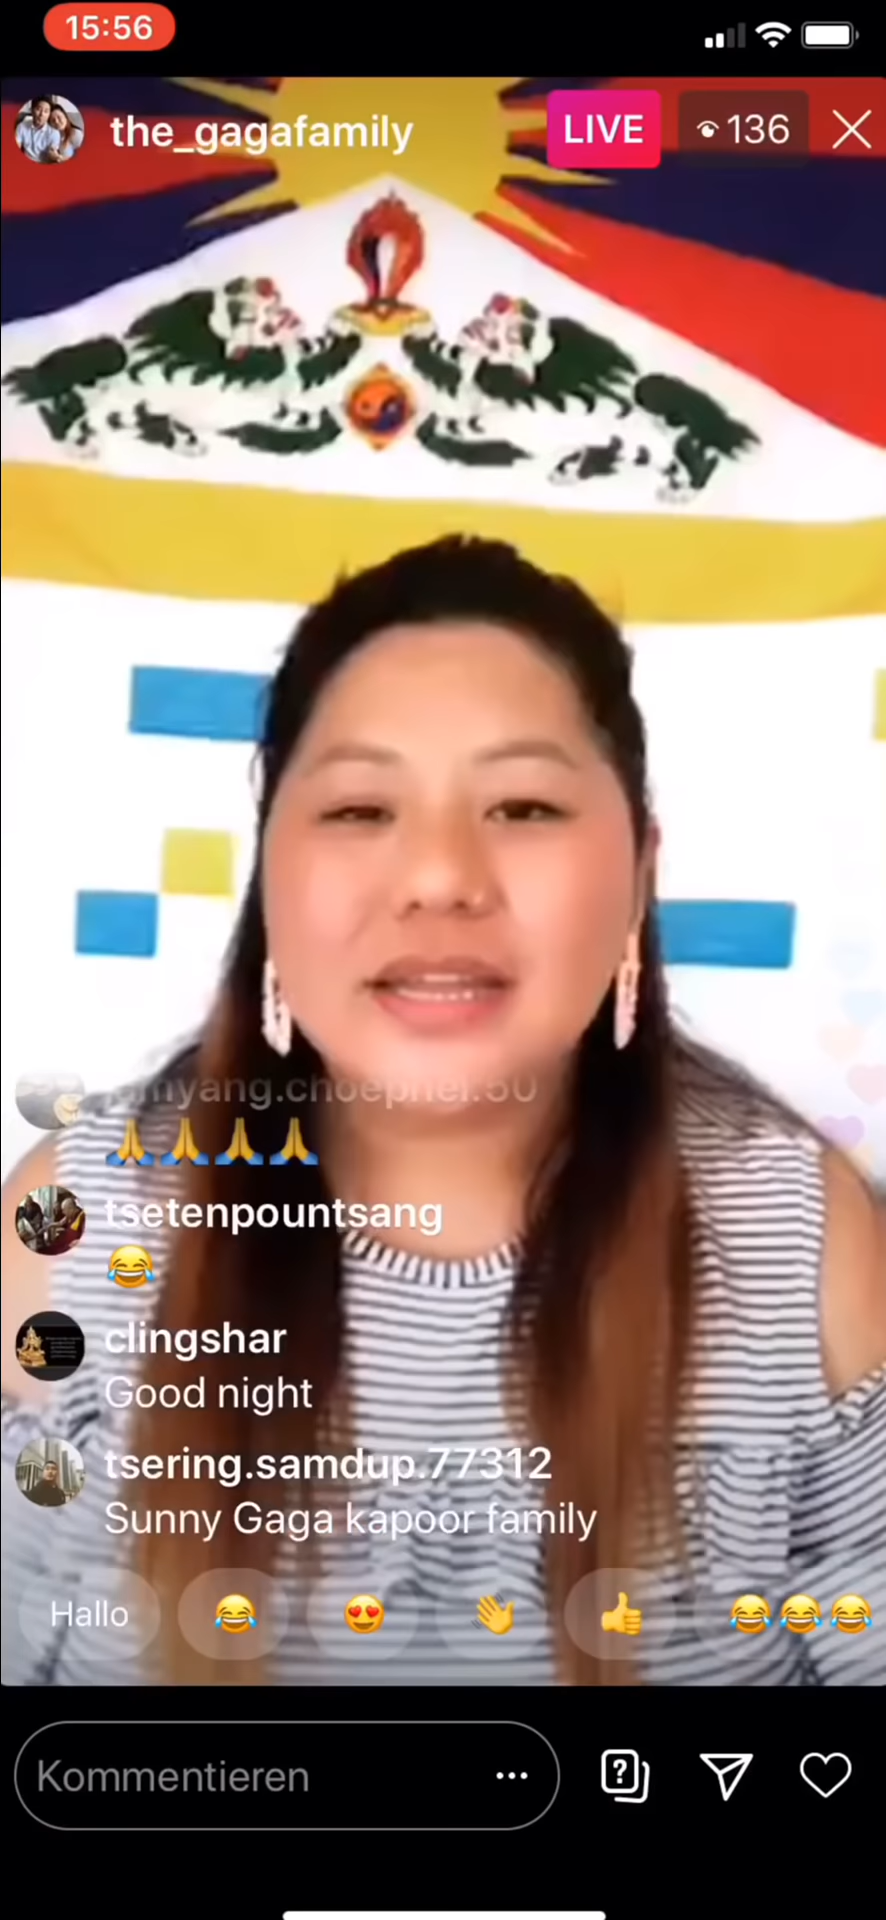 15:56
the_gagafamily LIVE 136
tsetenpountsang
😂
clingshar
Good night
tsering.samdup.77312
Sunny Gaga kapoor family
Hallo
Kommentieren